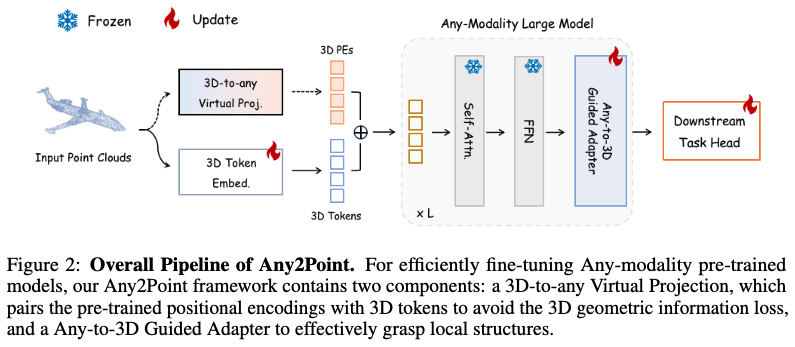 Frozen
Update
Any-Modality Large Model
3D PEs
3D-to-any
Virtual Proj.
Input Point Clouds
3D Token
Embed.
3D Tokens
Self-Attn.
FFN
Any-to-3D
Guided Adapter
x L
Downstream
Task Head
Figure 2: Overall Pipeline of Any2Point. For efficiently fine-tuning Any-modality pre-trained
models, our Any2Point framework contains two components: a 3D-to-any Virtual Projection, which
pairs the pre-trained positional encodings with 3D tokens to avoid the 3D geometric information loss,
and a Any-to-3D Guided Adapter to effectively grasp local structures.